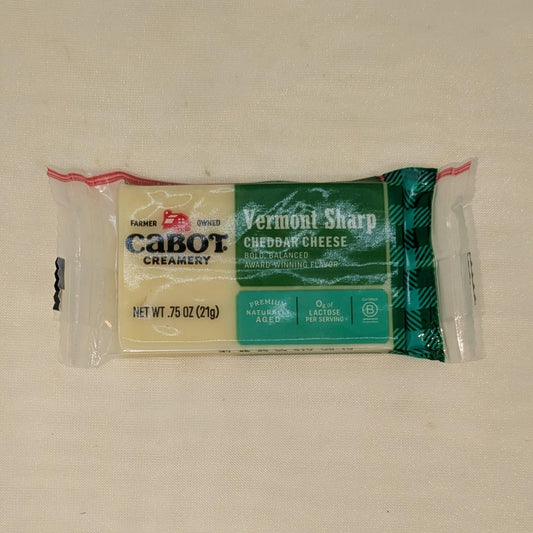 FARMER OWNED
CABOT
CREAMERY
NET WT .75 OZ (21g)
Vermont Sharp
CHEDDAR CHEESE
BOLD, BALANCED
AWARD-WINNING FLAVOR
PREMIUM
NATURALLY
AGED
0g of
LACTOSE
PER SERVING
Certified
B